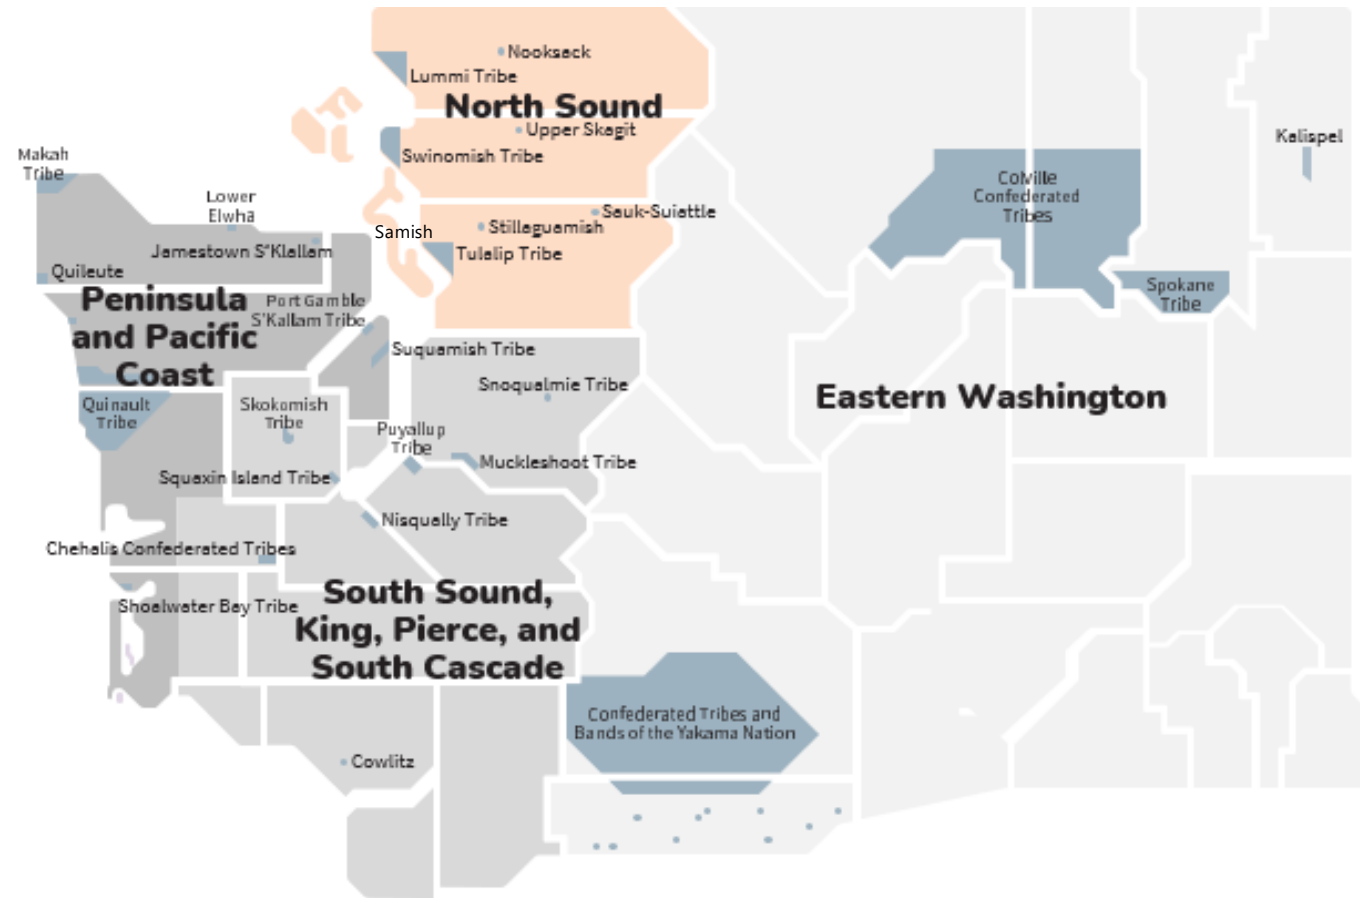 Nooksack
Lummi Tribe
North Sound
Upper Skagit
Swinomish Tribe
Kalispel
Makah
Tribe
Lower
Elwha
Colville
Confederated
Tribes
Sauk-Suiattle
Stillaguamish
Samish
Jamestown S'Klallam
Tulalip Tribe
Quileute
Spokane
Tribe
Peninsula
and Pacific
Coast
Port Gamble
S'Kallam Tribe
Suquamish Tribe
Snoqualmie Tribe
Eastern Washington
Quinault
Tribe
Skokomish
Tribe
Puyallup
Tribe
Muckleshoot Tribe
Squaxin Island Tribe
Nisqually Tribe
Chehalis Confederated Tribes
Shoalwater Bay Tribe
South Sound,
King, Pierce, and
South Cascade
Confederated Tribes and
Bands of the Yakama Nation
Cowlitz